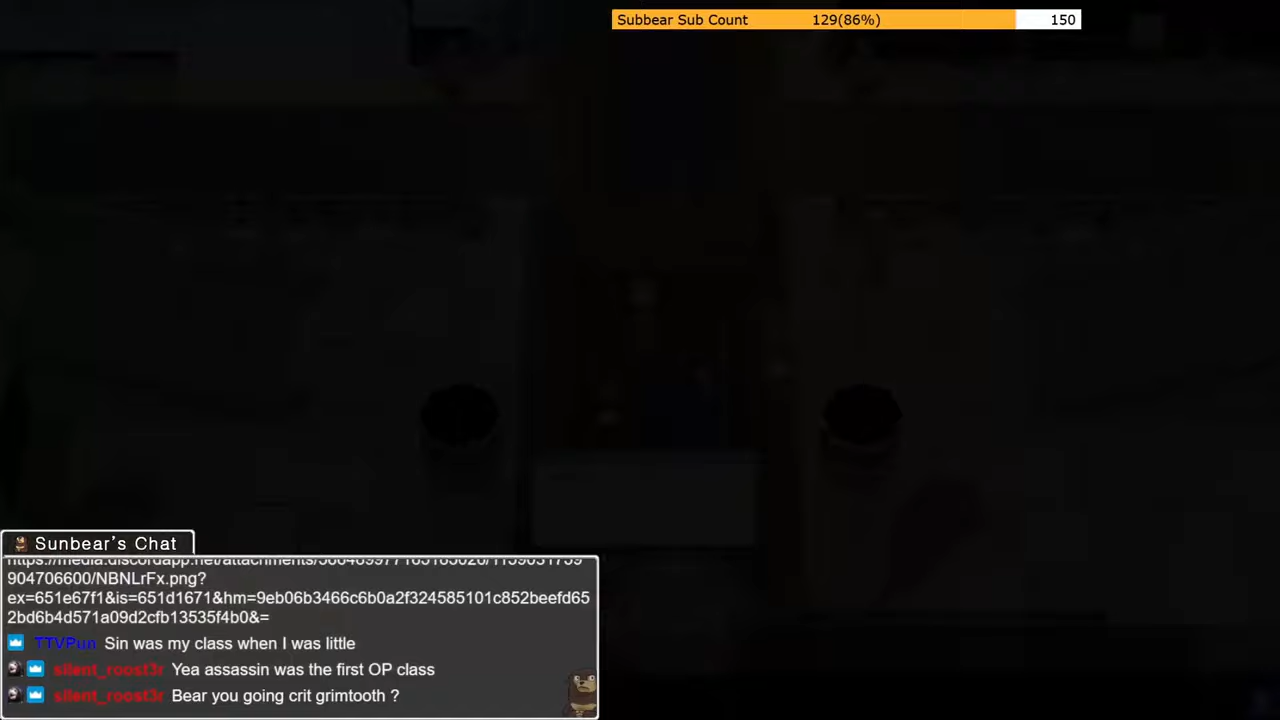 Subbear Sub Count 129(86%) 150
Sunbear's Chat
904706600/NBNLrFx.png?
ex=651e67f1&is=651d1671&hm=9eb06b3466c6b0a2f324585101c852beefd65
2bd6b4d571a09d2cfb13535f4b0&=
TTVPun Sin was my class when I was little
silent_roost3r Yea assassin was the first OP class
silent_roost3r Bear you going crit grimtooth ?